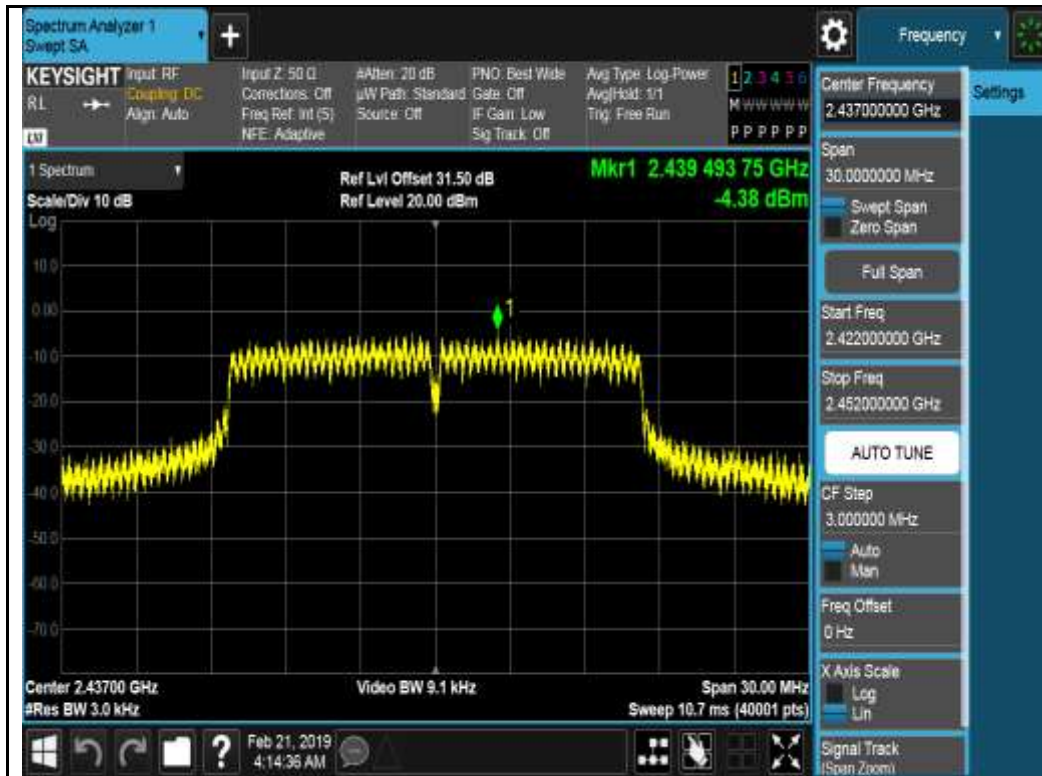 Spectrum Analyzer 1
Swept SA
+
Frequency
KEYSIGHT
RL
LXI
Input: RF
Coupling: DC
Align: Auto
Input Z: 50 Ω
Corrections: Off
Freq Ref: Int (S)
NFE: Adaptive
#Atten: 20 dB
µW Path: Standard
Source: Off
PNO: Best Wide
Gate: Off
IF Gain: Low
Sig Track: Off
Avg Type: Log-Power
Avg|Hold: 1/1
Trig: Free Run
1 2 3 4 5 6
M W W W W W
P P P P P P
Center Frequency
2.437000000 GHz
Settings
Span
30.0000000 MHz
Swept Span
Zero Span
Full Span
Start Freq
2.422000000 GHz
Stop Freq
2.452000000 GHz
AUTO TUNE
CF Step
3.000000 MHz
Auto
Man
Freq Offset
0 Hz
X Axis Scale
Log
Lin
Signal Track
(Span Zoom)
1 Spectrum
Scale/Div 10 dB
Log
Ref Lvl Offset 31.50 dB
Ref Level 20.00 dBm
Mkr1 2.439 493 75 GHz
-4.38 dBm
10.0
0.00
1
-10.0
-20.0
-30.0
-40.0
-50.0
-60.0
-70.0
Center 2.43700 GHz
#Res BW 3.0 kHz
Video BW 9.1 kHz
Span 30.00 MHz
Sweep 10.7 ms (40001 pts)
?
Feb 21, 2019
4:14:36 AM